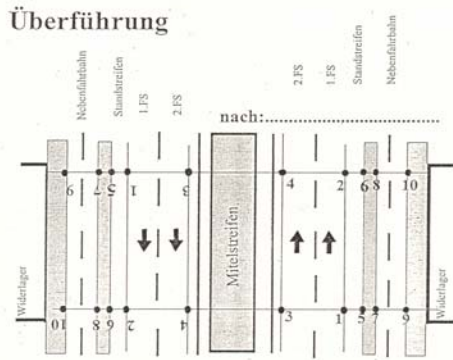 Überführung
Nebenfahrbahn
Standstreifen
1.FS
2.FS
2.FS
1.FS
Standstreifen
Nebenfahrbahn
nach:
9 7 5 1 3 4 2 6 8 10
Widerlager
Mittelstreifen
Widerlager
10 8 6 2 4 3 1 5 7 9